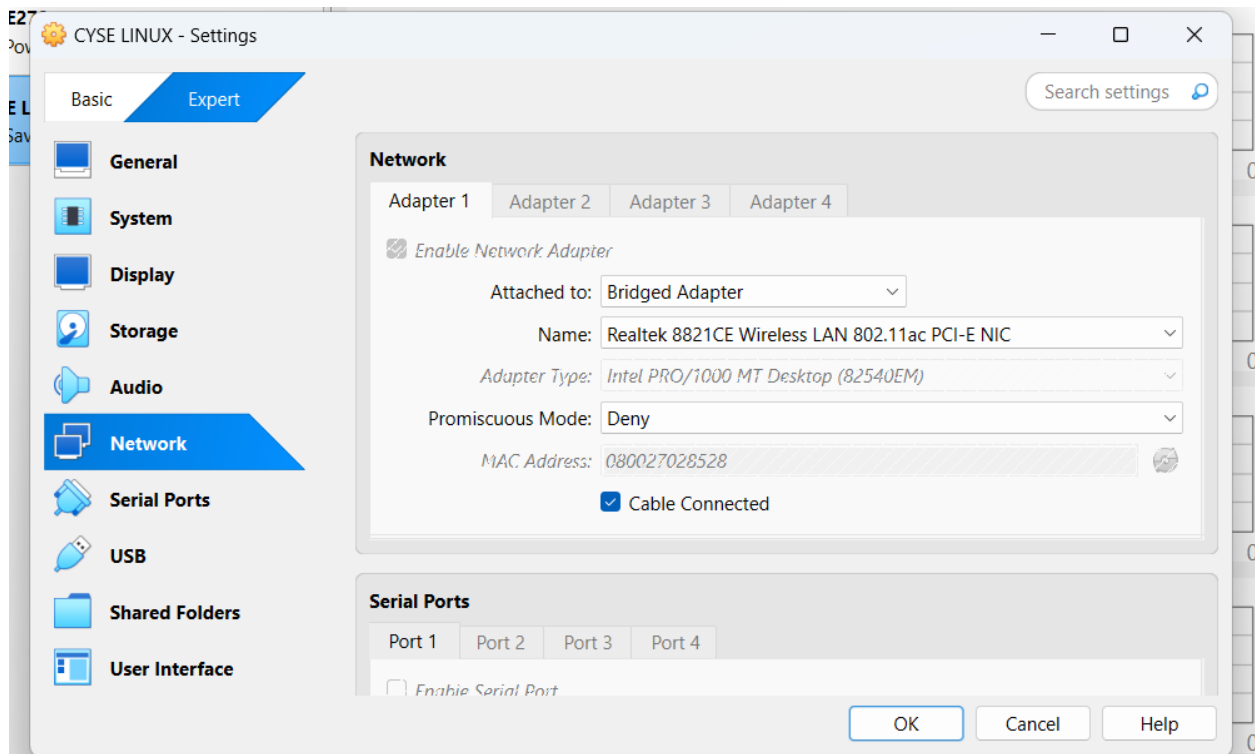 CYSE LINUX - Settings
Basic
Expert
Search settings
General
System
Display
Storage
Audio
Network
Serial Ports
USB
Shared Folders
User Interface
Network
Adapter 1 Adapter 2 Adapter 3 Adapter 4
Enable Network Adapter
Attached to: Bridged Adapter
Name: Realtek 8821CE Wireless LAN 802.11ac PCI-E NIC
Adapter Type: Intel PRO/1000 MT Desktop (82540EM)
Promiscuous Mode: Deny
MAC Address: 080027028528
Cable Connected
Serial Ports
Port 1 Port 2 Port 3 Port 4
Enable Serial Port
OK Cancel Help